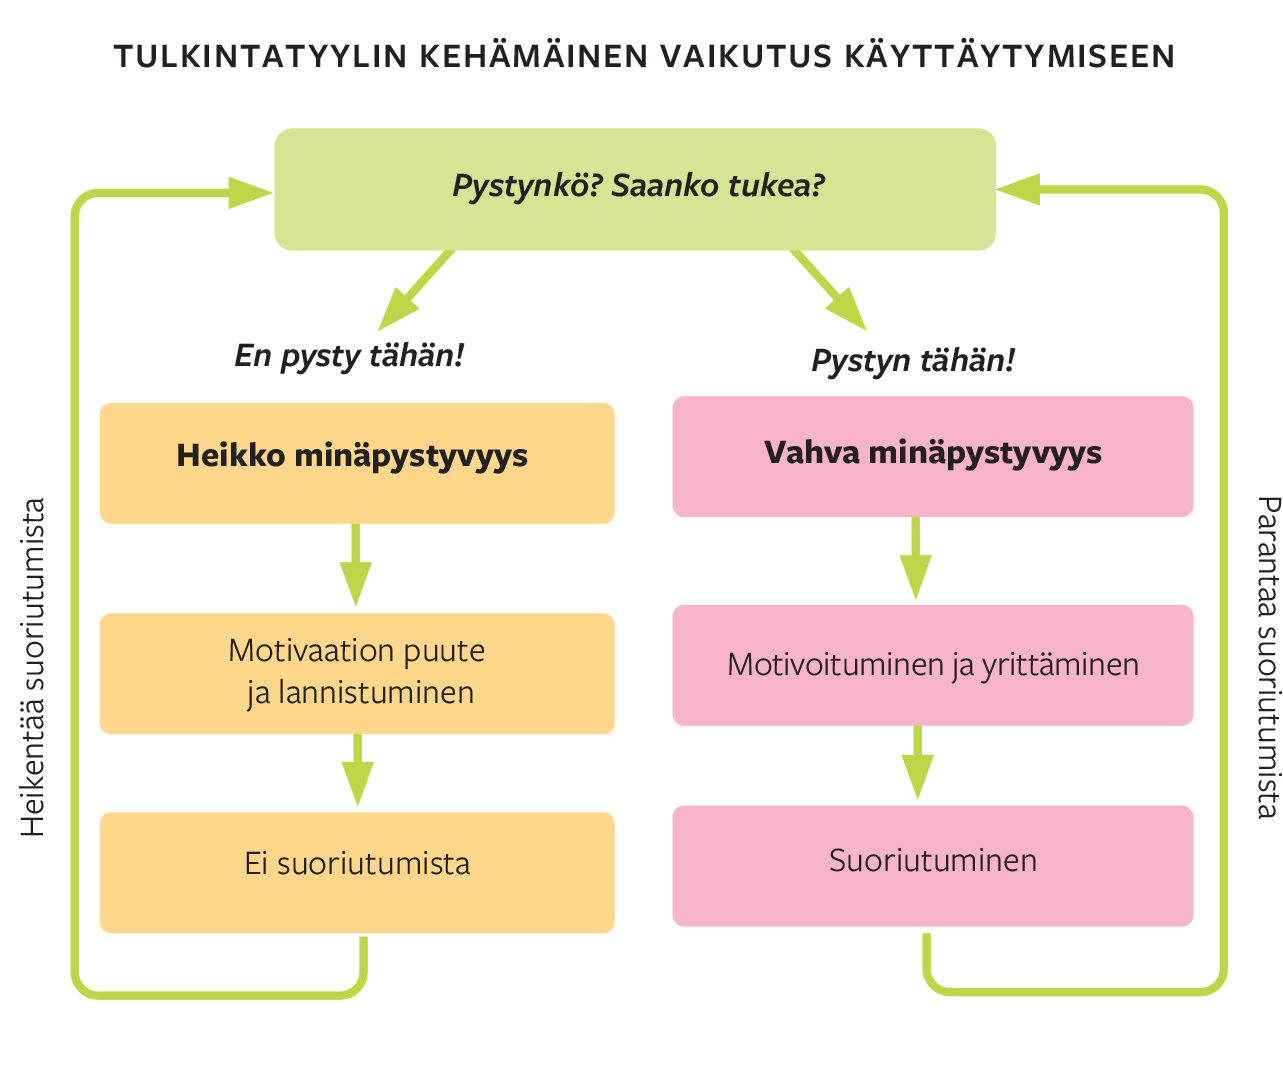 TULKINTATYYLIN KEHÄMÄINEN VAIKUTUS KÄYTTÄYTYMISEEN
Pystynkö? Saanko tukea?
En pysty tähän!
Heikko minäpystyvyys
Motivaation puute
ja lannistuminen
Ei suoriutumista
Heikentää suoriutumista
Pystyn tähän!
Vahva minäpystyvyys
Motivoituminen ja yrittäminen
Suoriutuminen
Parantaa suoriutumista